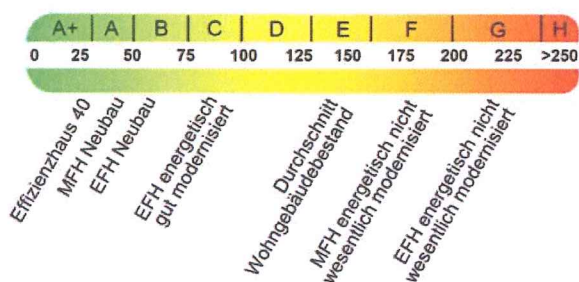 A+ A B C D E F G H
0 25 50 75 100 125 150 175 200 225 >250
Effizienzhaus 40
MFH Neubau
EFH Neubau
EFH energetisch
gut modernisiert
Durchschnitt
Wohngebäudebestand
MFH energetisch nicht
wesentlich modernisiert
EFH energetisch nicht
wesentlich modernisiert